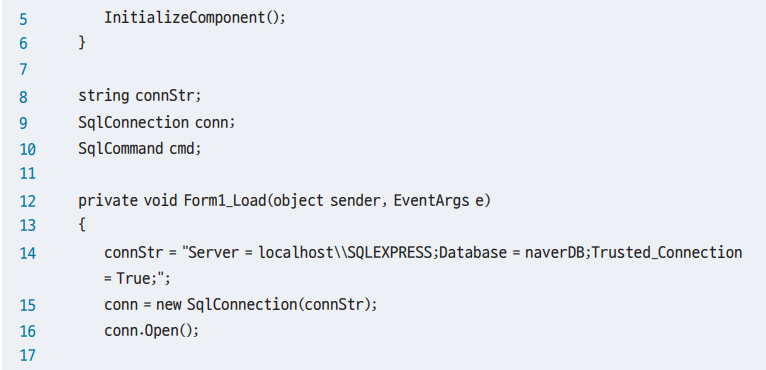 5 InitializeComponent();
6 }
7
8 string connStr;
9 SqlConnection conn;
10 SqlCommand cmd;
11
12 private void Form1_Load(object sender, EventArgs e)
13 {
14 connStr = "Server = localhost\\SQLEXPRESS;Database = naverDB;Trusted_Connection
= True;";
15 conn = new SqlConnection(connStr);
16 conn.Open();
17